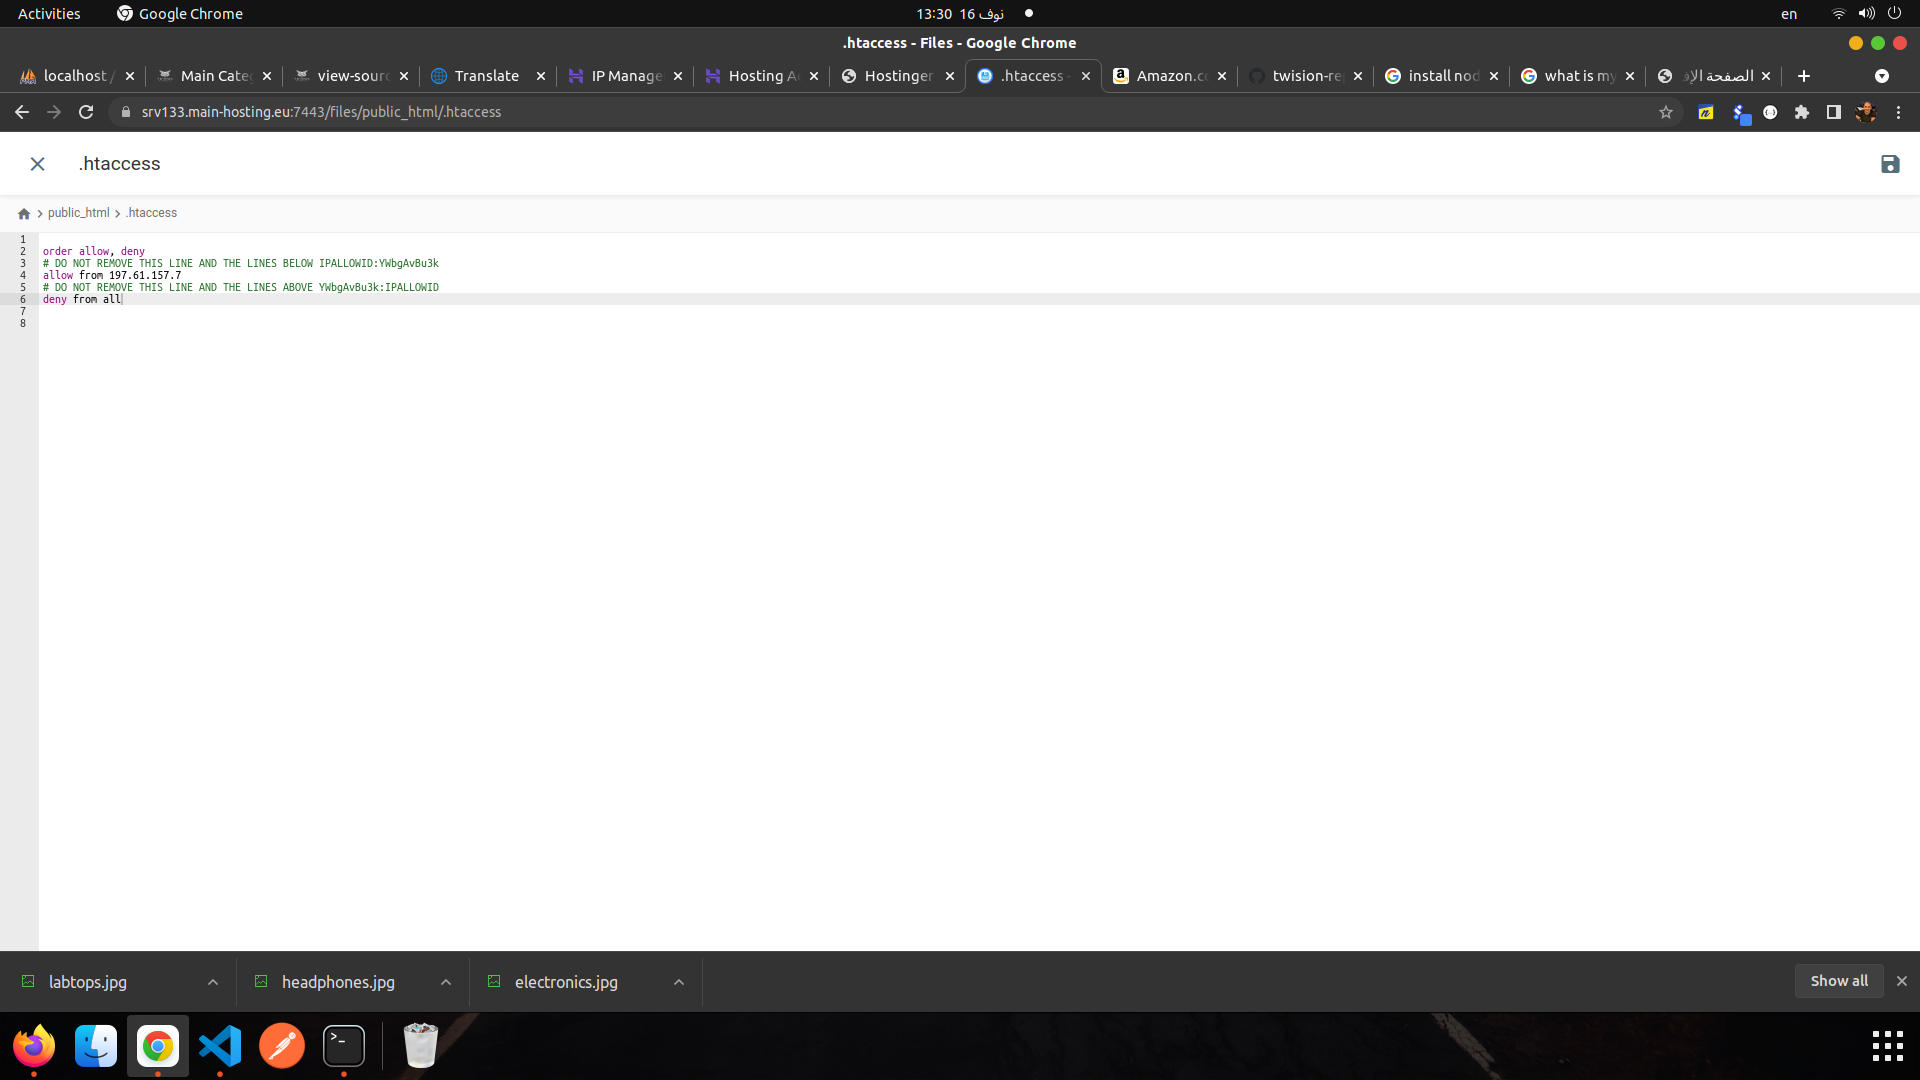 Activities
Google Chrome
13:30 16 نوف
en
.htaccess - Files - Google Chrome
localhost /
Main Cate
view-sour
Translate
IP Manage
Hosting A
Hostinger
.htaccess -
Amazon.co
twision-re
install nod
what is my
الصفحة الإف
srv133.main-hosting.eu:7443/files/public_html/.htaccess
.htaccess
public_html
.htaccess
1
2 order allow, deny
3 # DO NOT REMOVE THIS LINE AND THE LINES BELOW IPALLOWID:YWbgAvBu3k
4 allow from 197.61.157.7
5 # DO NOT REMOVE THIS LINE AND THE LINES ABOVE YWbgAvBu3k:IPALLOWID
6 deny from all
7
8
labtops.jpg
headphones.jpg
electronics.jpg
Show all